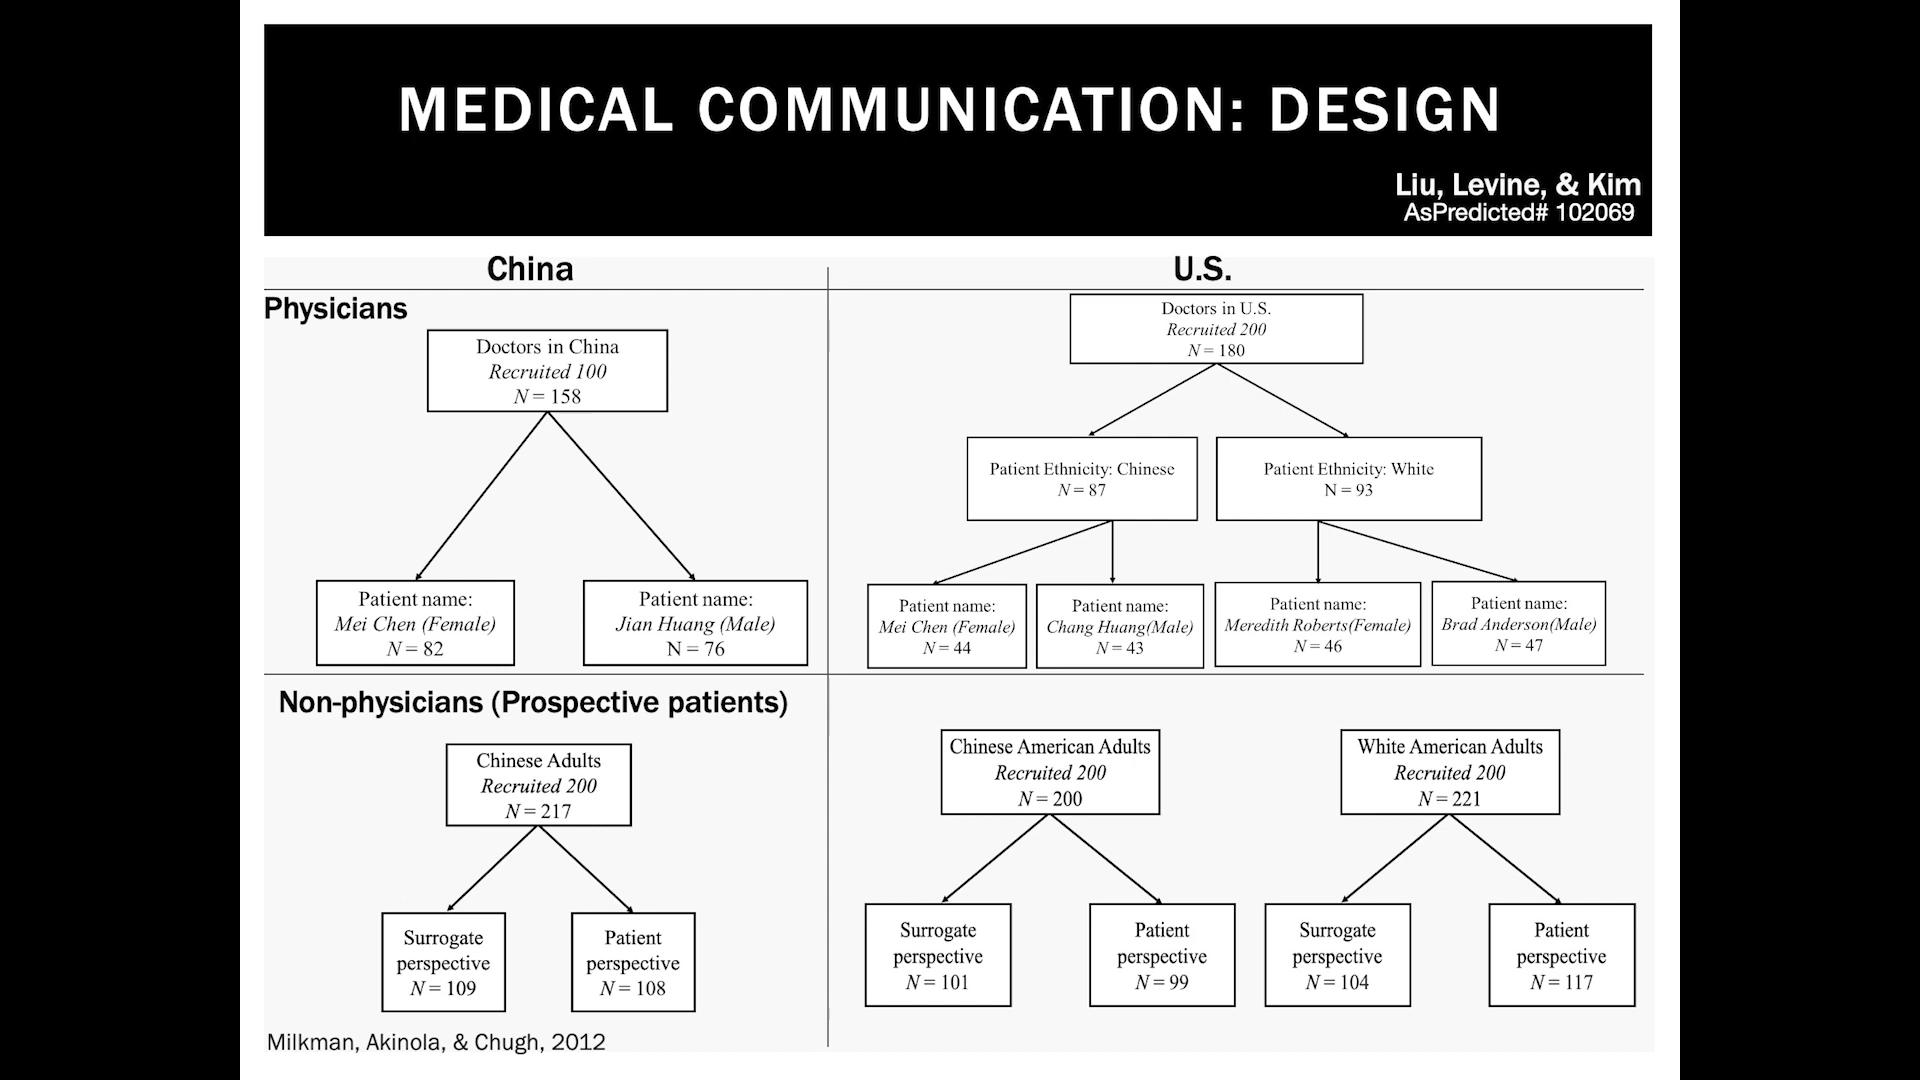 MEDICAL COMMUNICATION: DESIGN
Liu, Levine, & Kim
AsPredicted# 102069
China
U.S.
Physicians
Doctors in China
Recruited 100
N = 158
Patient name:
Mei Chen (Female)
N = 82
Patient name:
Jian Huang (Male)
N = 76
Doctors in U.S.
Recruited 200
N = 180
Patient Ethnicity: Chinese
N = 87
Patient Ethnicity: White
N = 93
Patient name:
Mei Chen (Female)
N = 44
Patient name:
Chang Huang(Male)
N = 43
Patient name:
Meredith Roberts(Female)
N = 46
Patient name:
Brad Anderson(Male)
N = 47
Non-physicians (Prospective patients)
Chinese Adults
Recruited 200
N = 217
Surrogate
perspective
N = 109
Patient
perspective
N = 108
Chinese American Adults
Recruited 200
N = 200
Surrogate
perspective
N = 101
Patient
perspective
N = 99
White American Adults
Recruited 200
N = 221
Surrogate
perspective
N = 104
Patient
perspective
N = 117
Milkman, Akinola, & Chugh, 2012